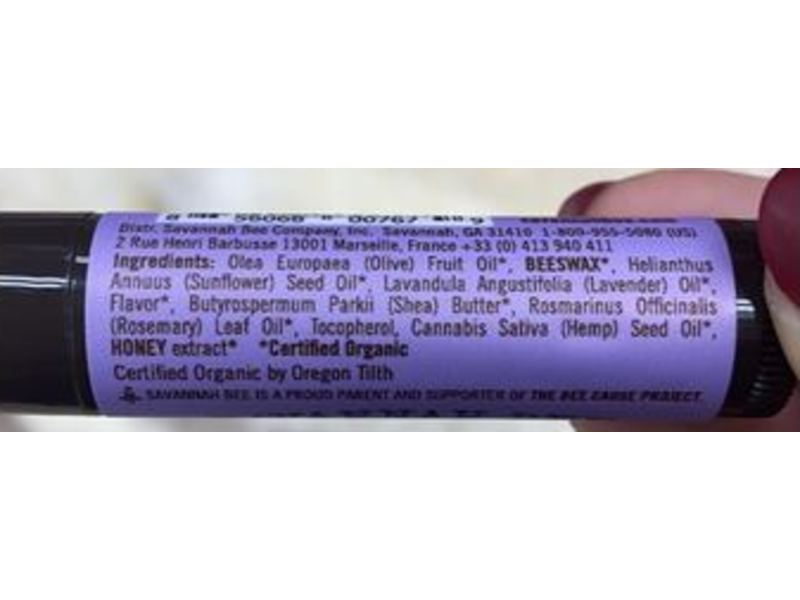 Distr. Savannah Bee Company, Inc. Savannah, GA 31410 1-800-955-5080 (US)
2 Rue Henri Barbusse 13001 Marseille, France +33 (0) 413 940 411
Ingredients: Olea Europaea (Olive) Fruit Oil*, BEESWAX*, Helianthus
Annuus (Sunflower) Seed Oil*, Lavandula Angustifolia (Lavender) Oil*,
Flavor*, Butyrospermum Parkii (Shea) Butter*, Rosmarinus Officinalis
(Rosemary) Leaf Oil*, Tocopherol, Cannabis Sativa (Hemp) Seed Oil*,
HONEY extract* *Certified Organic
Certified Organic by Oregon Tilth
SAVANNAH BEE IS A PROUD PARENT AND SUPPORTER OF THE BEE CAUSE PROJECT.